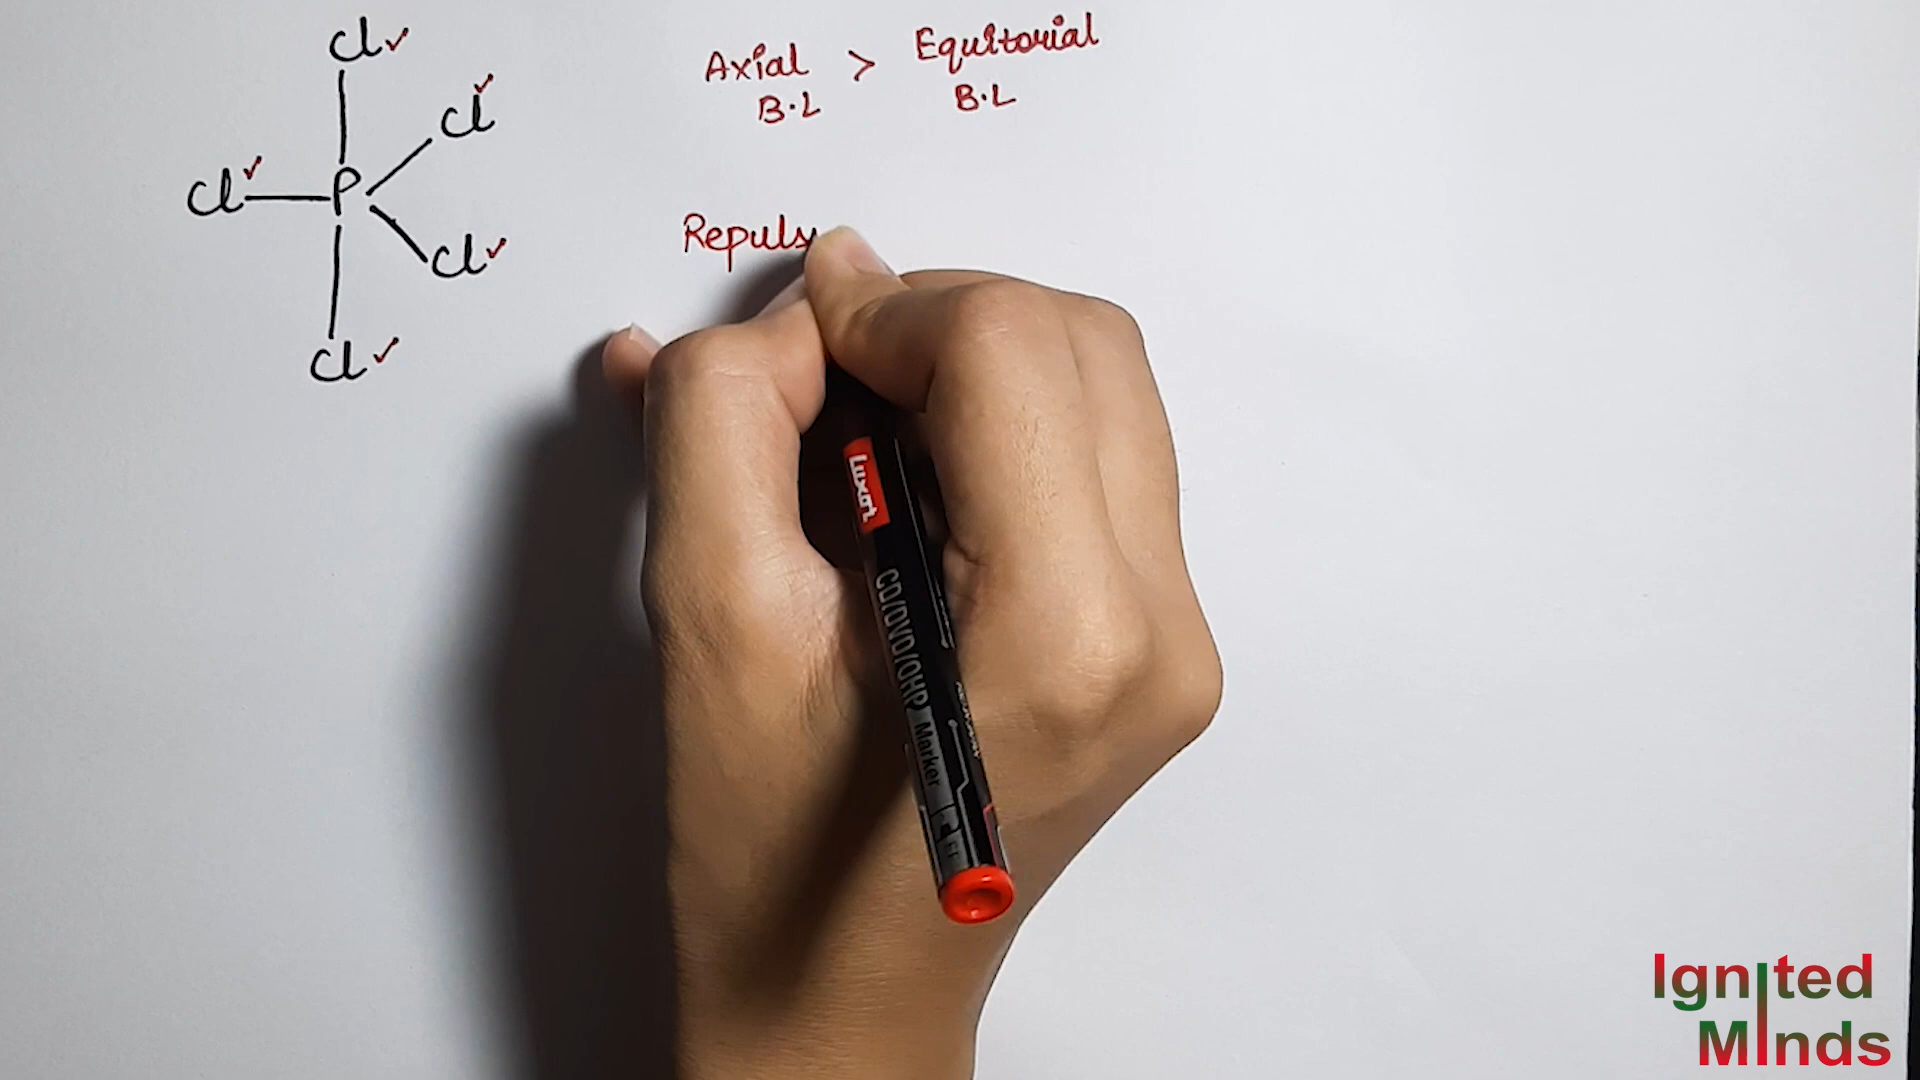 Cl✓
Cl✓
Cl✓
P
Cl✓
Cl✓
Axial > Equitorial
B.L B.L
Repuls
Luxor
CD/DVD/OHP Marker
Ignited
Minds